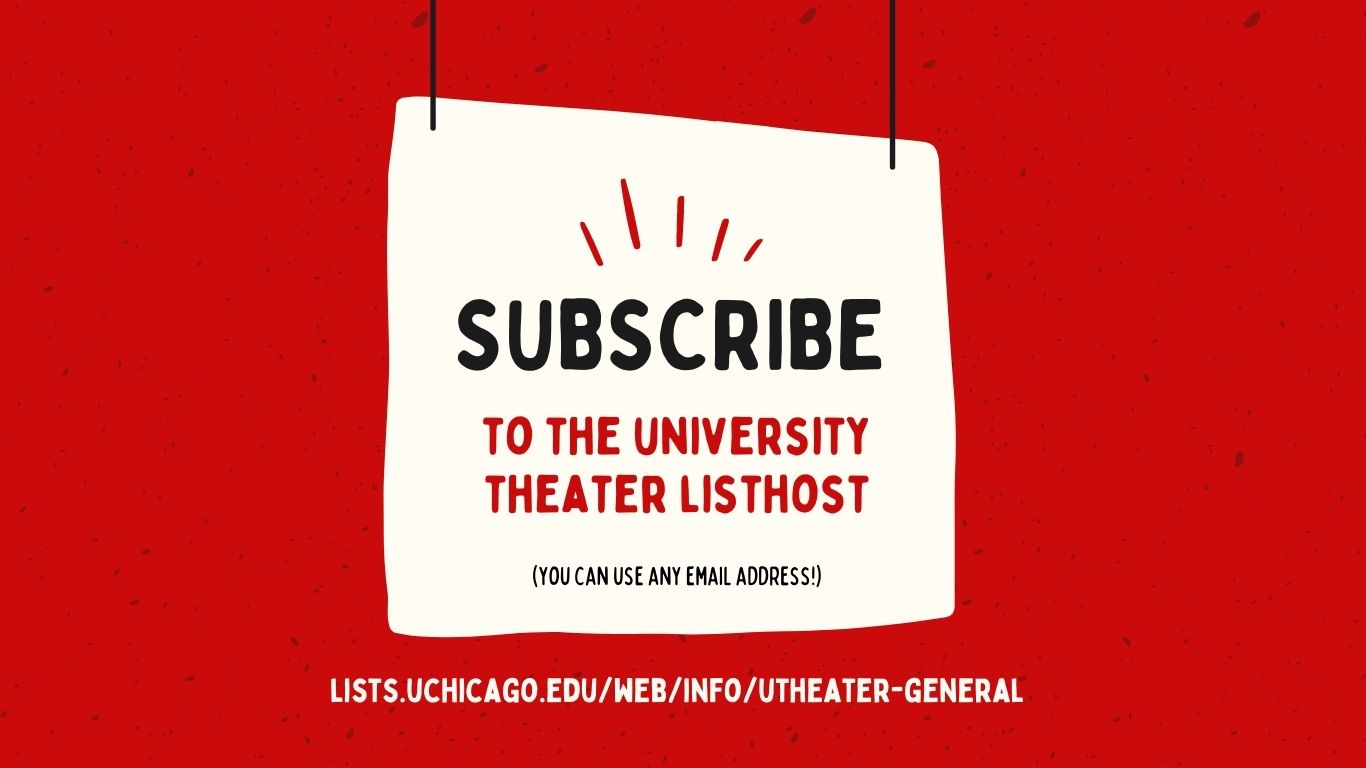 SUBSCRIBE
TO THE UNIVERSITY
THEATER LISTHOST
(YOU CAN USE ANY EMAIL ADDRESS!)
LISTS.UCHICAGO.EDU/WEB/INFO/UTHEATER-GENERAL